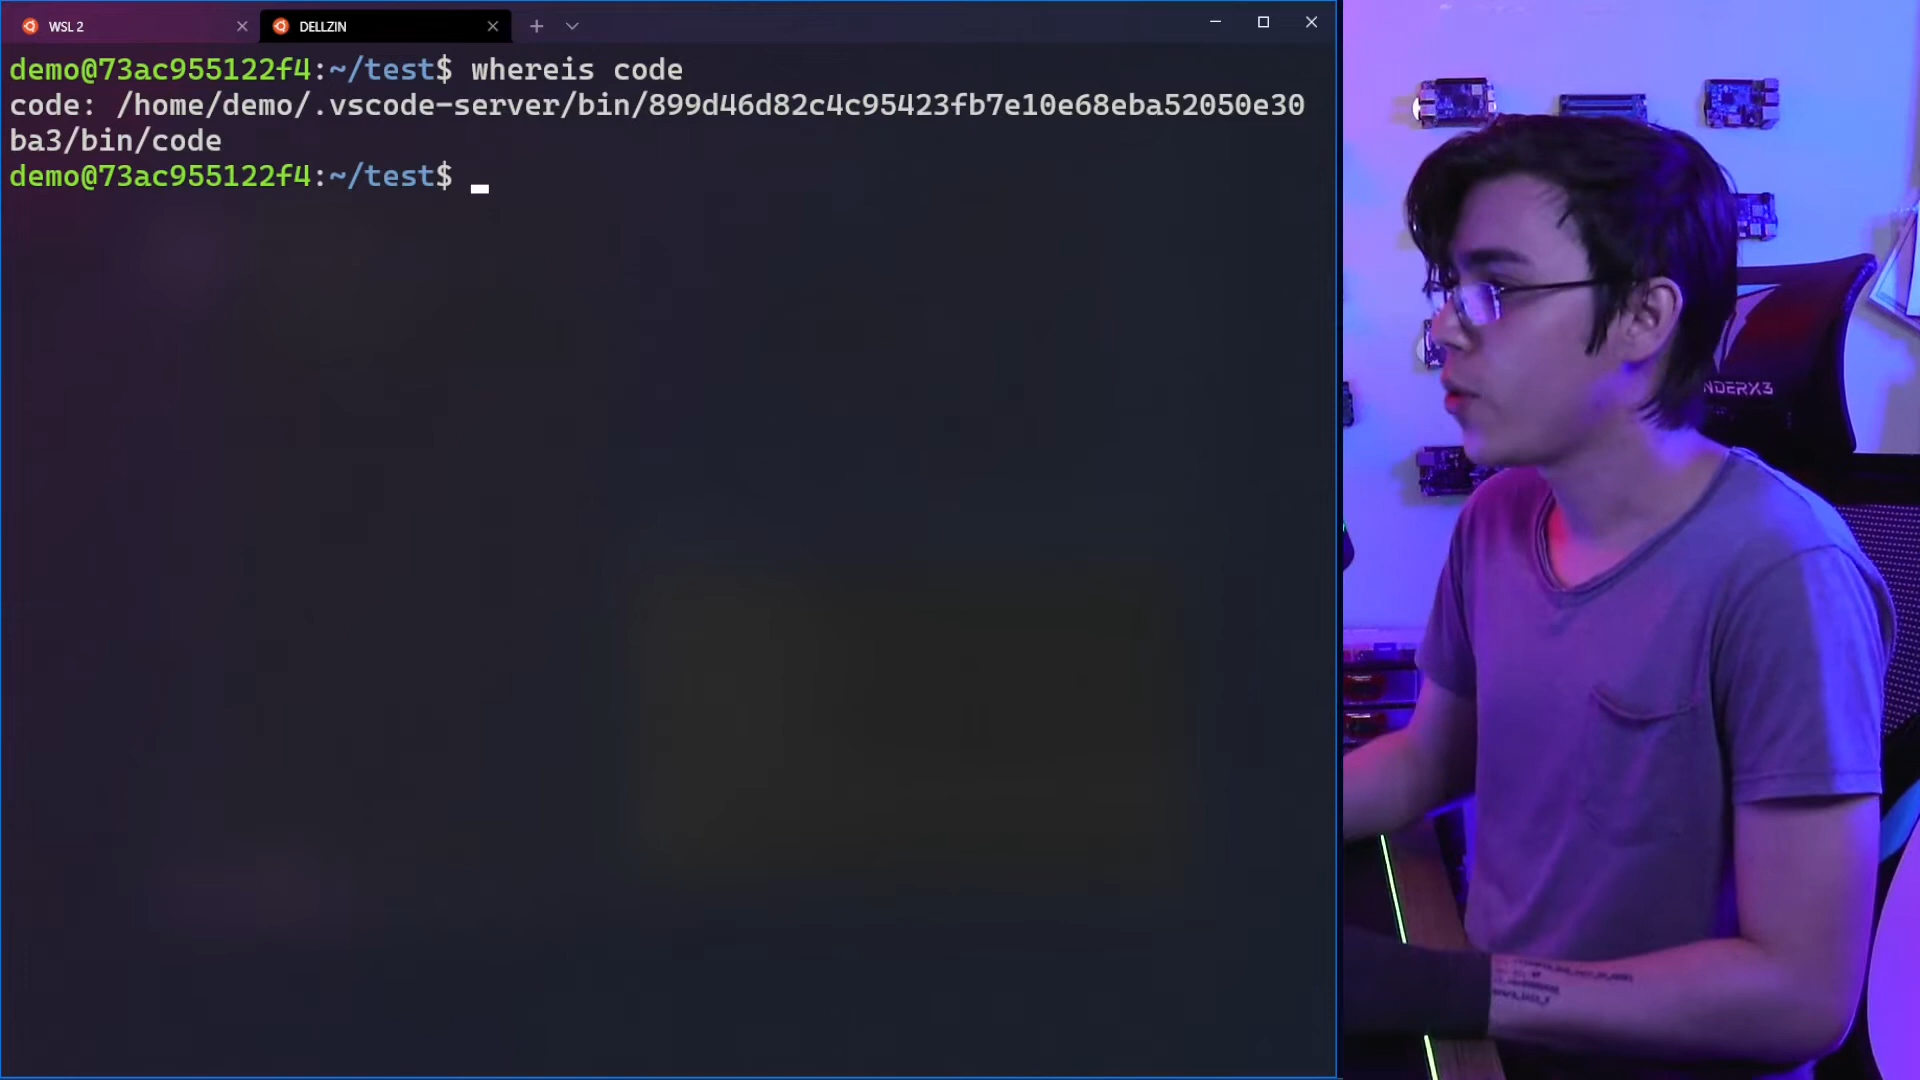 WSL 2
DELLZIN
demo@73ac955122f4:~/test$ whereis code
code: /home/demo/.vscode-server/bin/899d46d82c4c95423fb7e10e68eba52050e30
ba3/bin/code
demo@73ac955122f4:~/test$
NDERX3